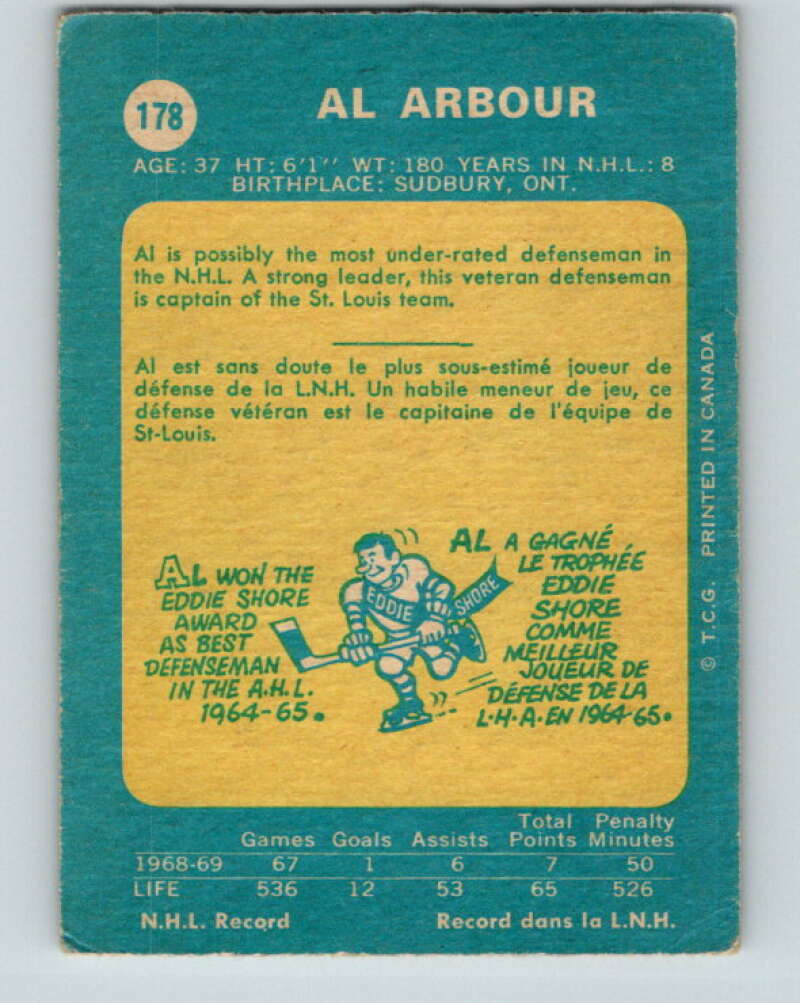 178
AL ARBOUR
AGE: 37 HT: 6'1'' WT: 180 YEARS IN N.H.L.: 8
BIRTHPLACE: SUDBURY, ONT.
Al is possibly the most under-rated defenseman in
the N.H.L. A strong leader, this veteran defenseman
is captain of the St. Louis team.
Al est sans doute le plus sous-estimé joueur de
défense de la L.N.H. Un habile meneur de jeu, ce
défense vétéran est le capitaine de l'équipe de
St-Louis.
AL WON THE
EDDIE SHORE
AWARD
AS BEST
DEFENSEMAN
IN THE A.H.L.
1964-65.
EDDIE SHORE
AL A GAGNÉ
LE TROPHÉE
EDDIE
SHORE
COMME
MEILLEUR
JOUEUR DE
DÉFENSE DE LA
L.H.A. EN 1964-65.
© T.C.G. PRINTED IN CANADA
Total Penalty
Games Goals Assists Points Minutes
1968-69 67 1 6 7 50
LIFE 536 12 53 65 526
N.H.L. Record Record dans la L.N.H.